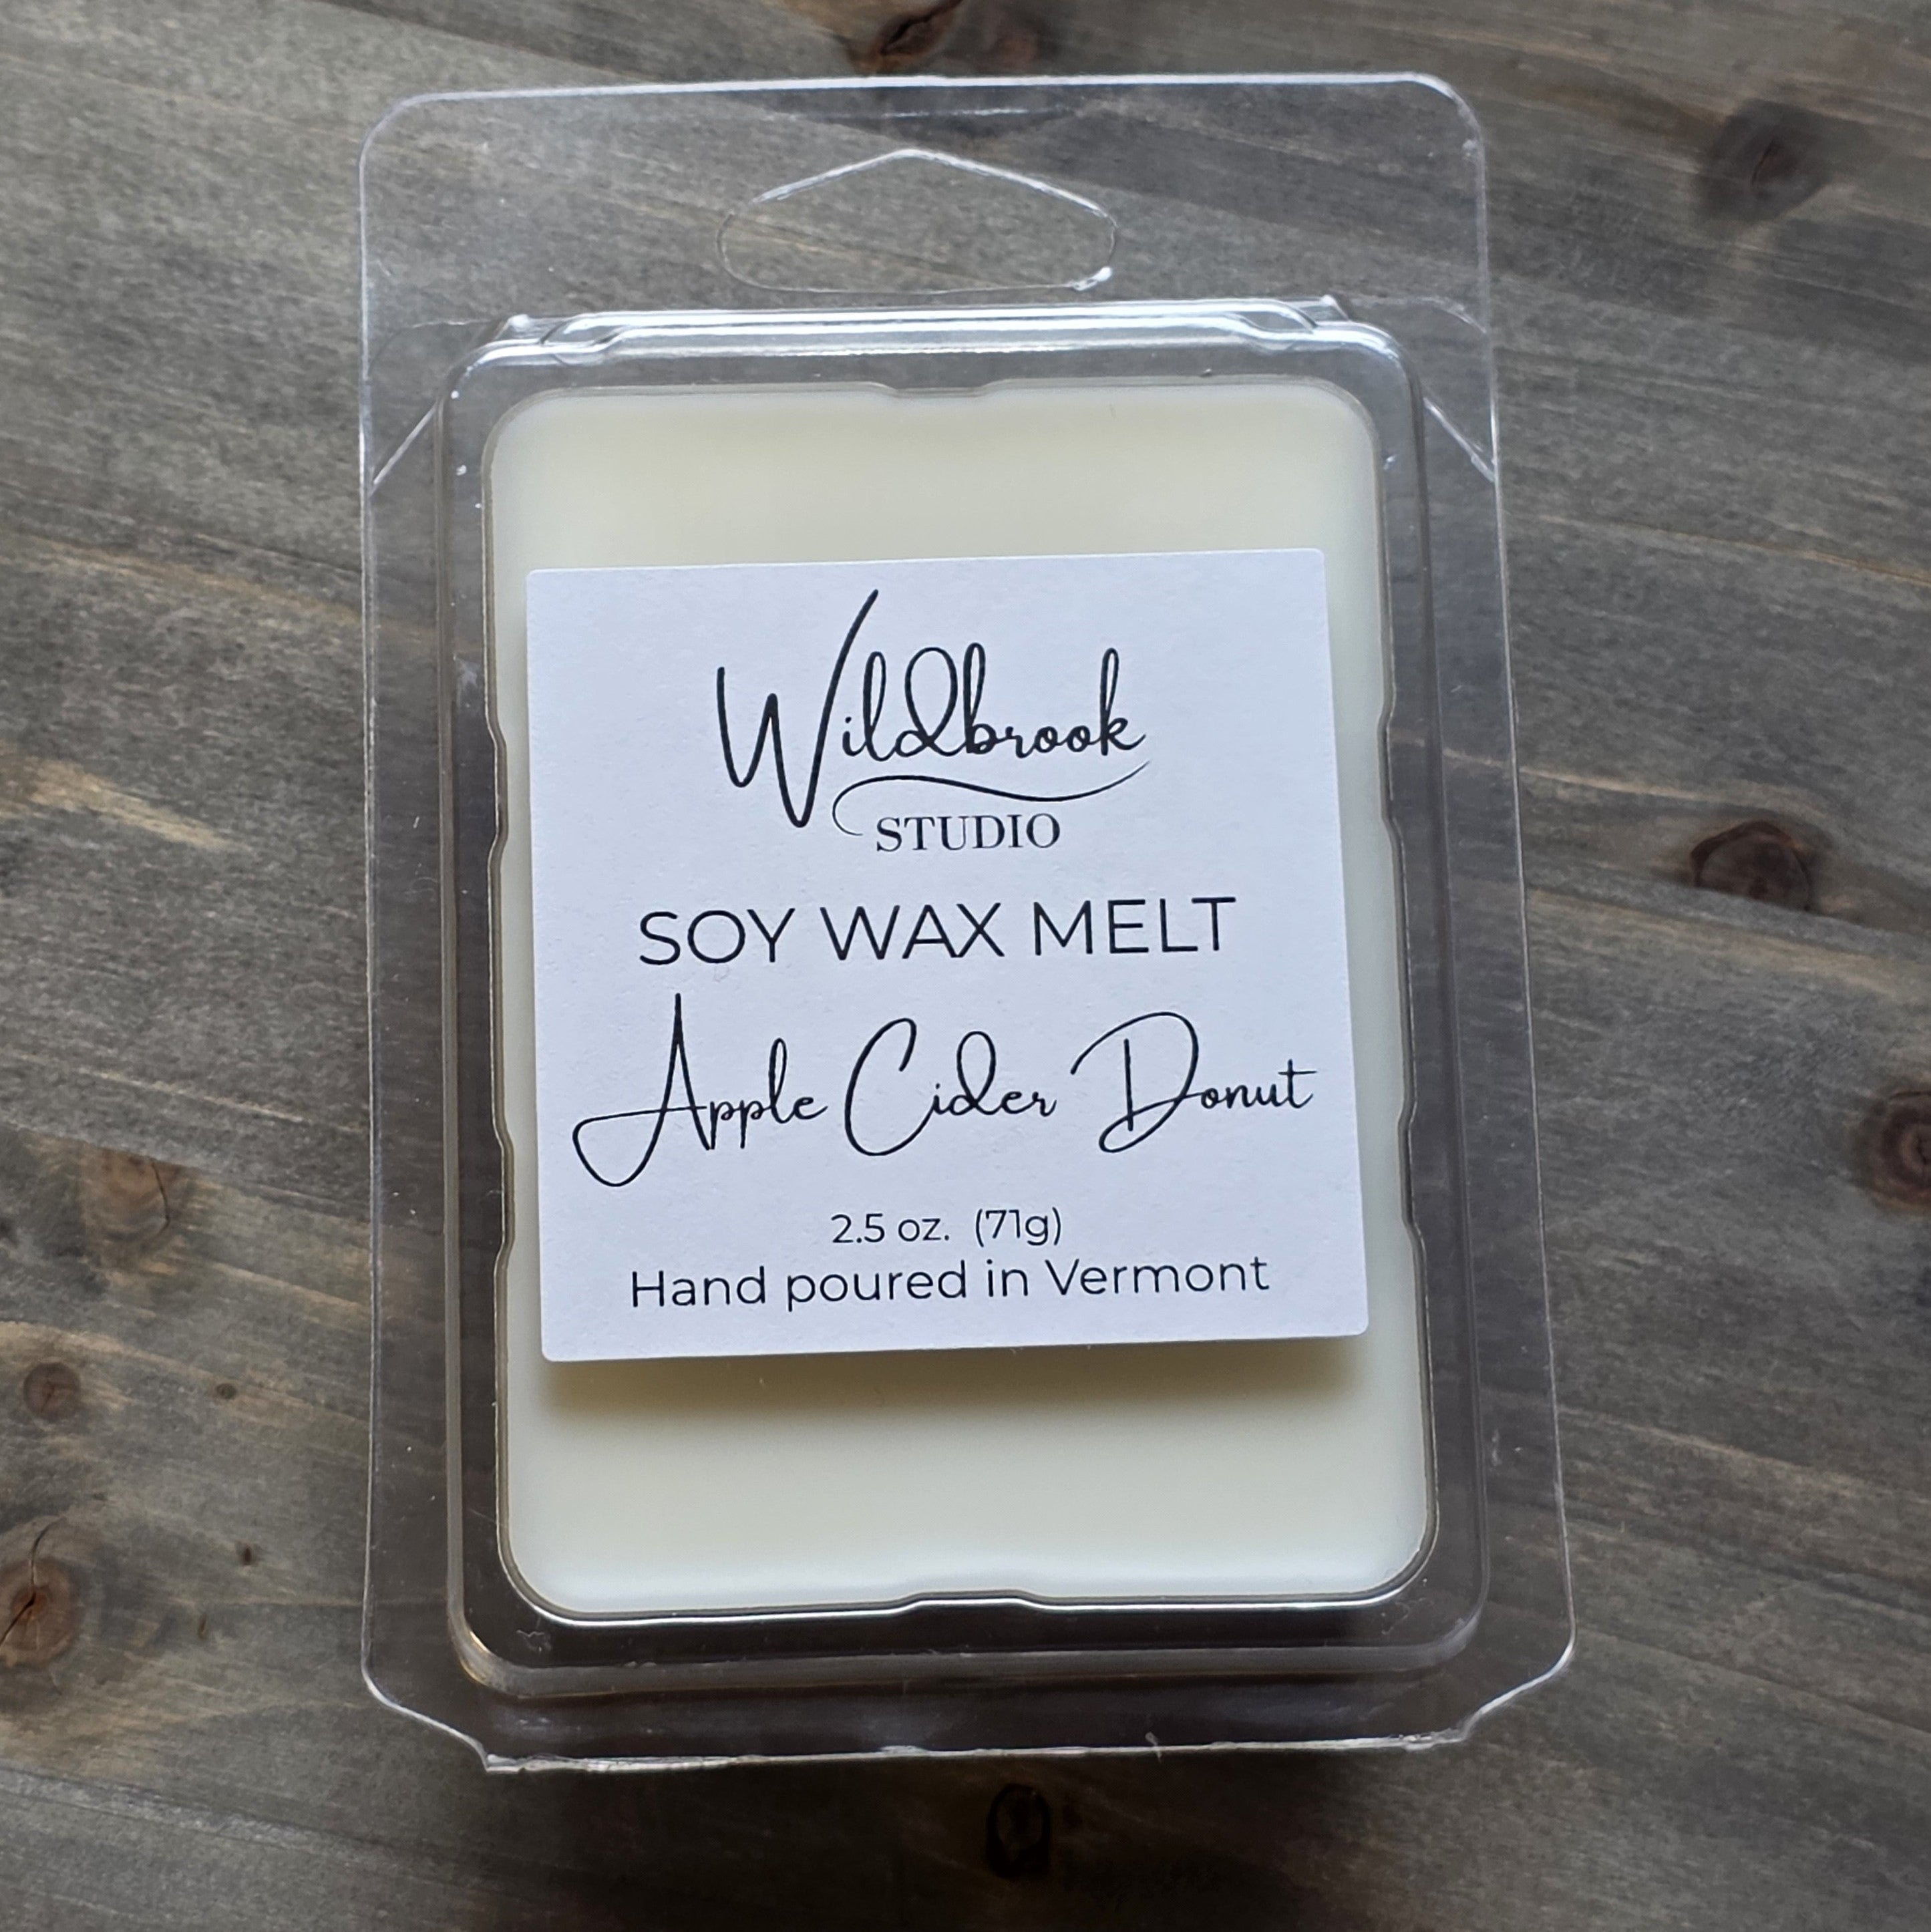 Wildbrook
STUDIO
SOY WAX MELT
Apple Cider Donut
2.5 oz. (71g)
Hand poured in Vermont